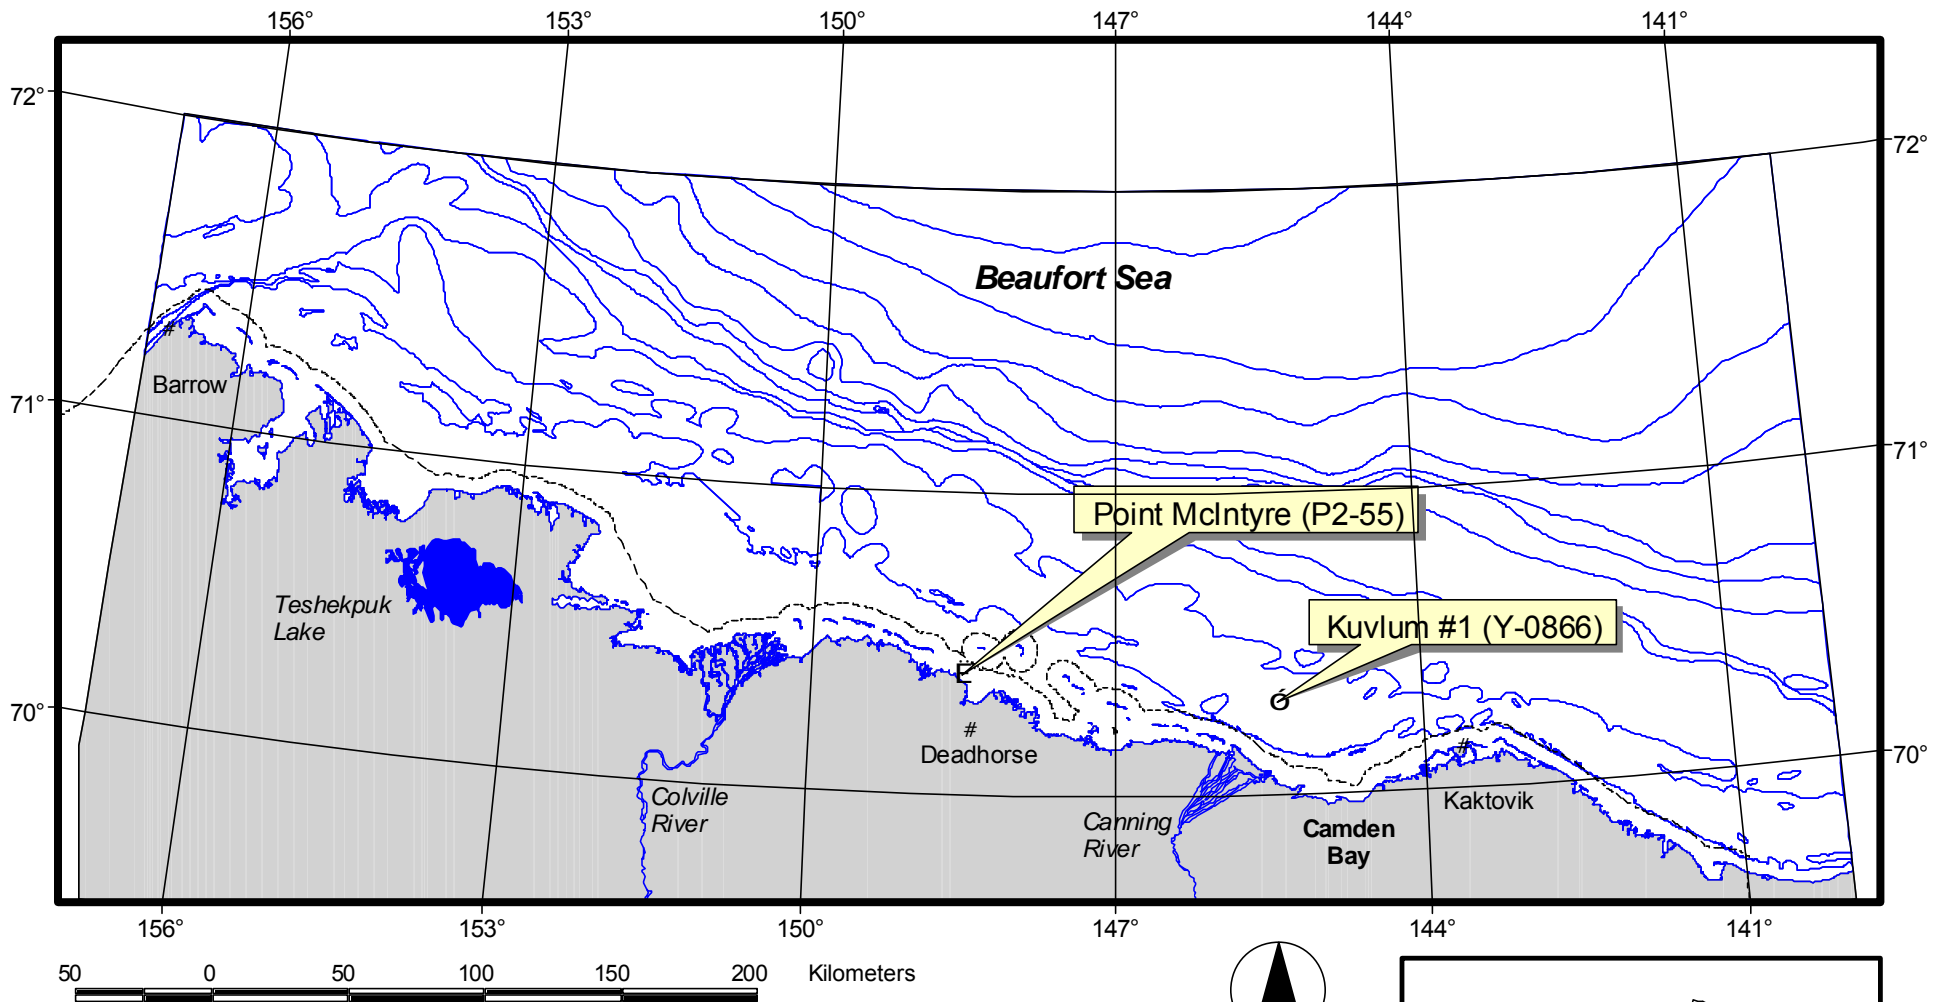 156° 153° 150° 147° 144° 141°
72°
72°
Beaufort Sea
Barrow
71°
71°
Point McIntyre (P2-55)
Teshekpuk
Lake
Kuvlum #1 (Y-0866)
70°
#
#
#
Deadhorse
70°
Colville
River
Kaktovik
Canning
River
Camden
Bay
156° 153° 150° 147° 144° 141°
50 0 50 100 150 200 Kilometers